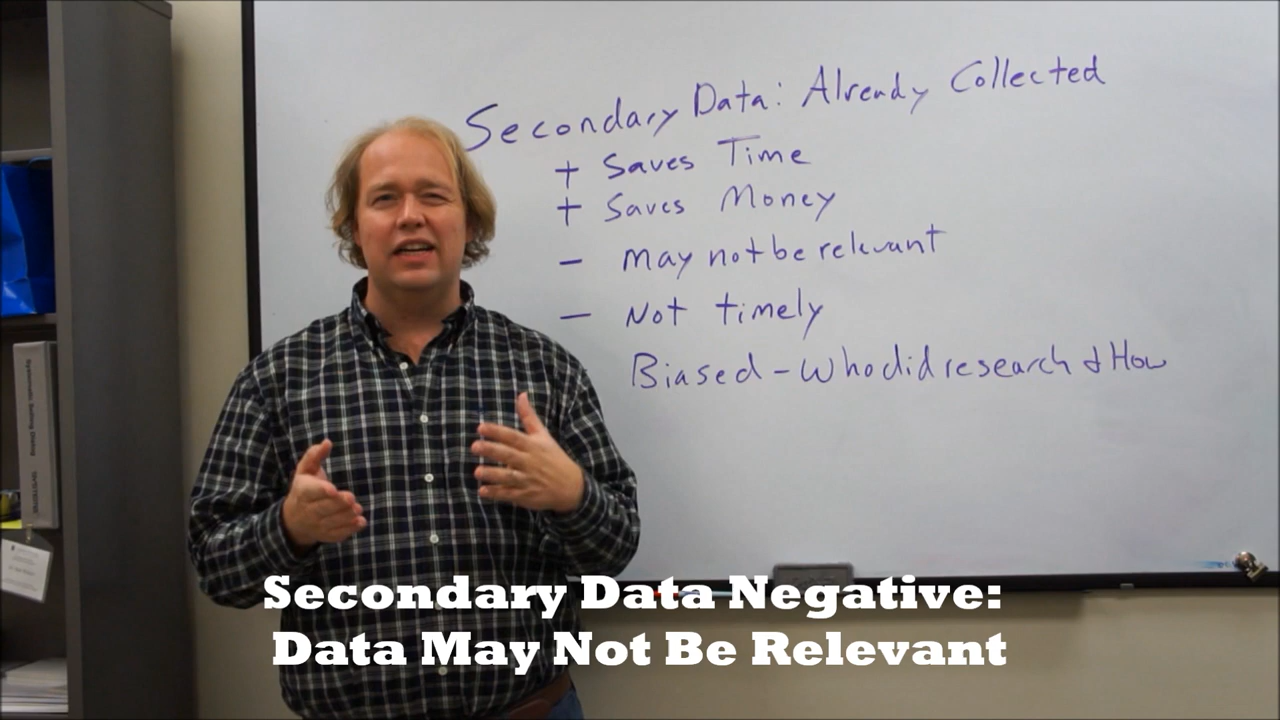 Secondary Data: Already Collected
+ Saves Time
+ Saves Money
- may not be relevant
- Not timely
Biased - Who did research & How
Secondary Data Negative:
Data May Not Be Relevant